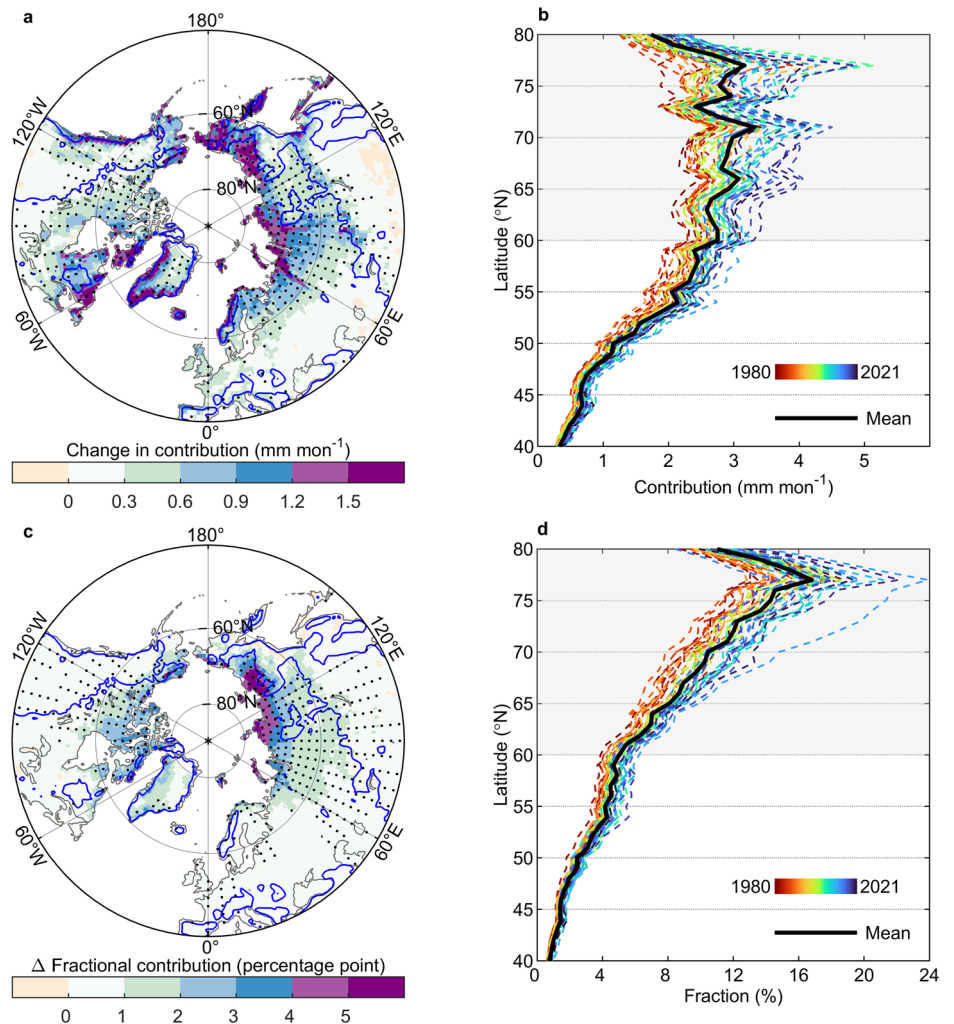 a
180°
120°W
60°N
120°E
80°N
60°W
60°E
0°
Change in contribution (mm mon-1)
0 0.3 0.6 0.9 1.2 1.5
b
80
75
70
65
60
55
50
45
40
Latitude (°N)
1980 2021
Mean
0 1 2 3 4 5
Contribution (mm mon-1)
c
180°
120°W
60°N
120°E
80°N
60°W
60°E
0°
Δ Fractional contribution (percentage point)
0 1 2 3 4 5
d
80
75
70
65
60
55
50
45
40
Latitude (°N)
1980 2021
Mean
0 4 8 12 16 20 24
Fraction (%)